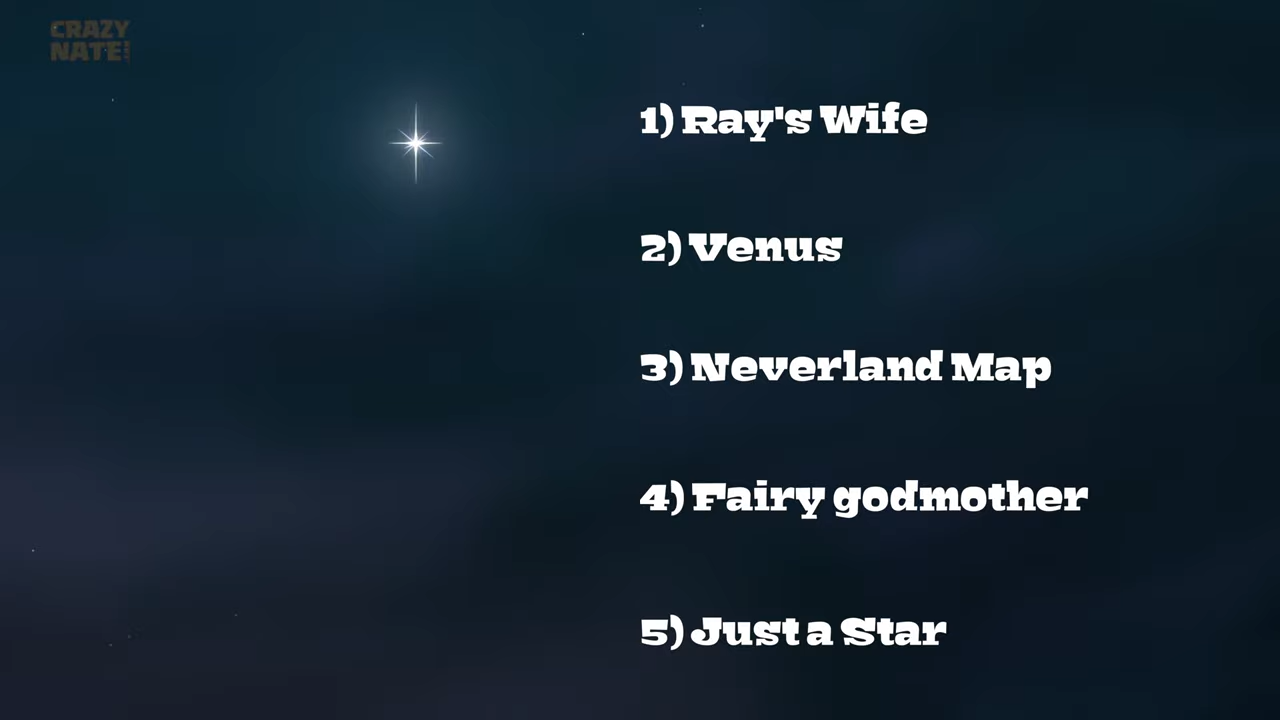 CRAZY
NATE
1) Ray's Wife
2) Venus
3) Neverland Map
4) Fairy godmother
5) Just a Star